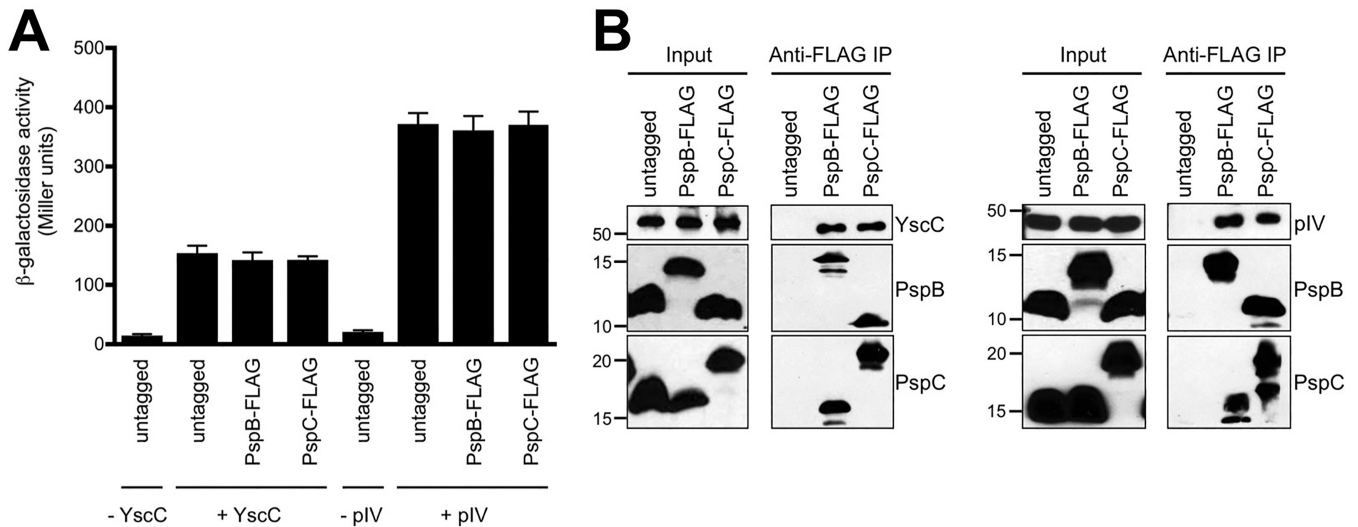 A
β-galactosidase activity
(Miller units)
500
400
300
200
100
0
untagged
untagged
PspB-FLAG
PspC-FLAG
untagged
untagged
PspB-FLAG
PspC-FLAG
- YscC
+ YscC
- pIV
+ pIV
B
Input
Anti-FLAG IP
untagged
PspB-FLAG
PspC-FLAG
untagged
PspB-FLAG
PspC-FLAG
50
YscC
15
10
PspB
20
15
PspC
Input
Anti-FLAG IP
untagged
PspB-FLAG
PspC-FLAG
untagged
PspB-FLAG
PspC-FLAG
50
pIV
15
10
PspB
20
15
PspC